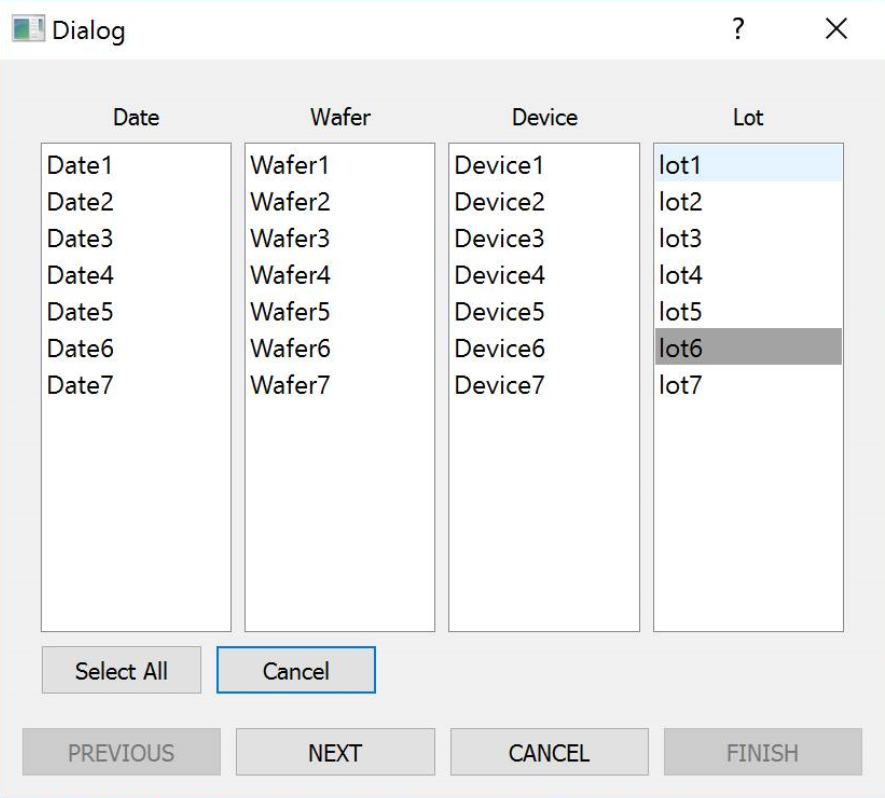 Dialog ?
Date Wafer Device Lot
Date1 Wafer1 Device1 lot1
Date2 Wafer2 Device2 lot2
Date3 Wafer3 Device3 lot3
Date4 Wafer4 Device4 lot4
Date5 Wafer5 Device5 lot5
Date6 Wafer6 Device6 lot6
Date7 Wafer7 Device7 lot7
Select All Cancel
PREVIOUS NEXT CANCEL FINISH